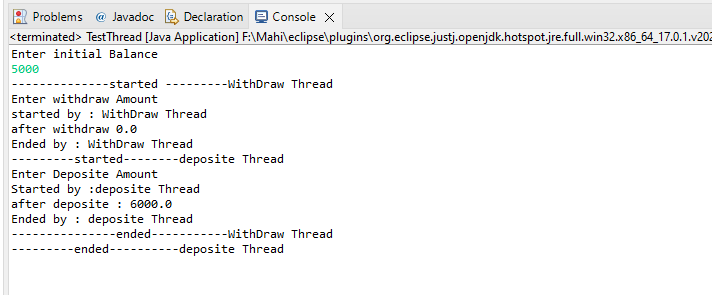 Problems @ Javadoc Declaration Console
<terminated> TestThread [Java Application] F:\Mahi\eclipse\plugins\org.eclipse.justj.openjdk.hotspot.jre.full.win32.x86_64_17.0.1.v202
Enter initial Balance
5000
--------------started ---------WithDraw Thread
Enter withdraw Amount
started by : WithDraw Thread
after withdraw 0.0
Ended by : WithDraw Thread
---------started--------deposite Thread
Enter Deposite Amount
Started by :deposite Thread
after deposite : 6000.0
Ended by : deposite Thread
---------------ended-----------WithDraw Thread
---------ended----------deposite Thread